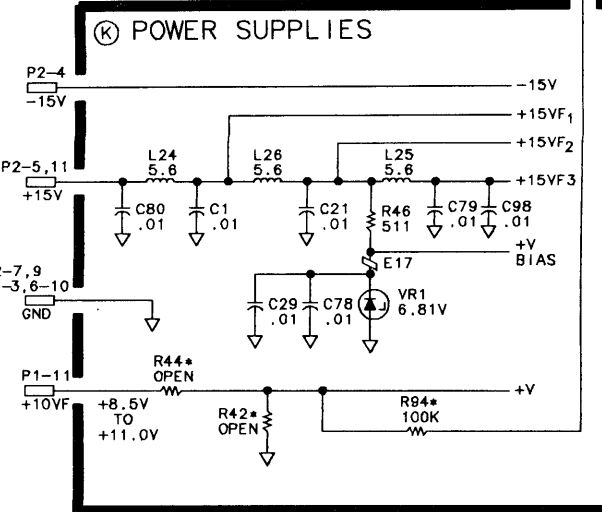 K POWER SUPPLIES
P2-4
-15V
-15V
+15VF1
+15VF2
P2-5,11
+15V
L24
5.6
L26
5.6
L25
5.6
+15VF3
C80
.01
C1
.01
C21
.01
R46
511
C79
.01
C98
.01
+V
BIAS
E17
-7,9
-3,6-10
GND
C29
.01
C78
.01
VR1
6.81V
P1-11
+10VF
+8.5V
TO
+11.0V
R44*
OPEN
R42*
OPEN
R94*
100K
+V